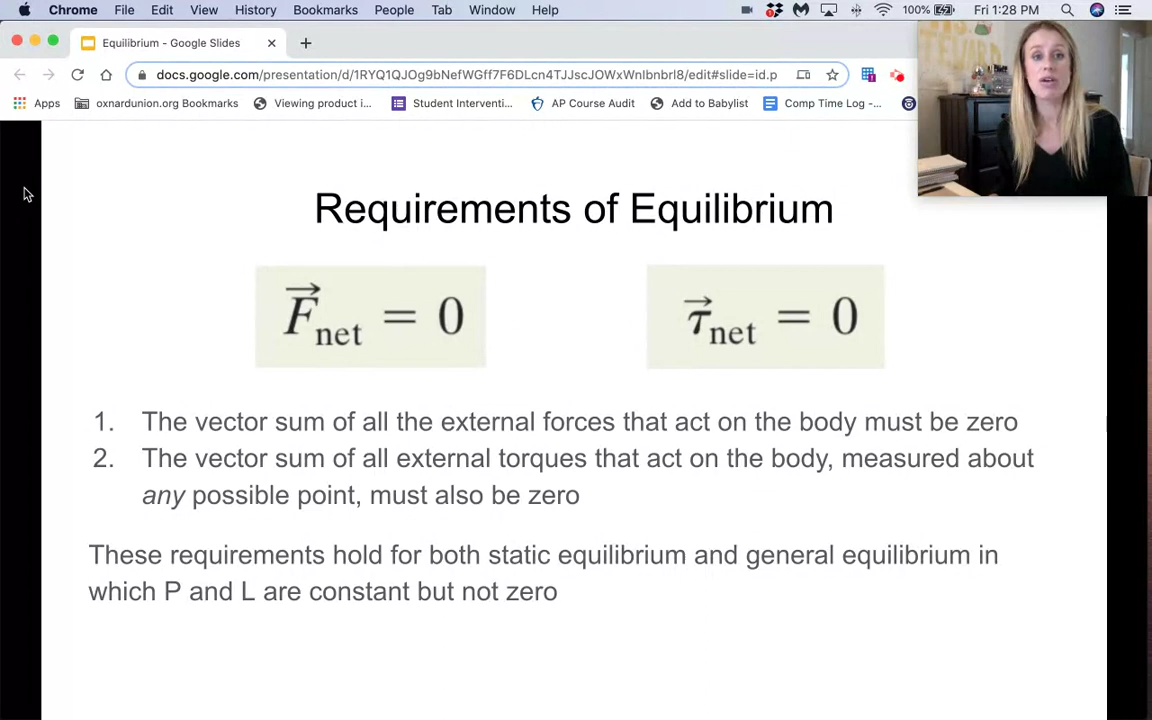 Chrome File Edit View History Bookmarks People Tab Window Help 100% Fri 1:28 PM
Equilibrium - Google Slides
docs.google.com/presentation/d/1RYQ1QJOg9bNefWGff7F6DLcn4TJJscJOWxWnlbnbrl8/edit#slide=id.p
Apps oxnardunion.org Bookmarks Viewing product i... Student Interventi... AP Course Audit Add to Babylist Comp Time Log -...
Requirements of Equilibrium
F⃗net = 0
τ⃗net = 0
1. The vector sum of all the external forces that act on the body must be zero
2. The vector sum of all external torques that act on the body, measured about
any possible point, must also be zero
These requirements hold for both static equilibrium and general equilibrium in
which P and L are constant but not zero